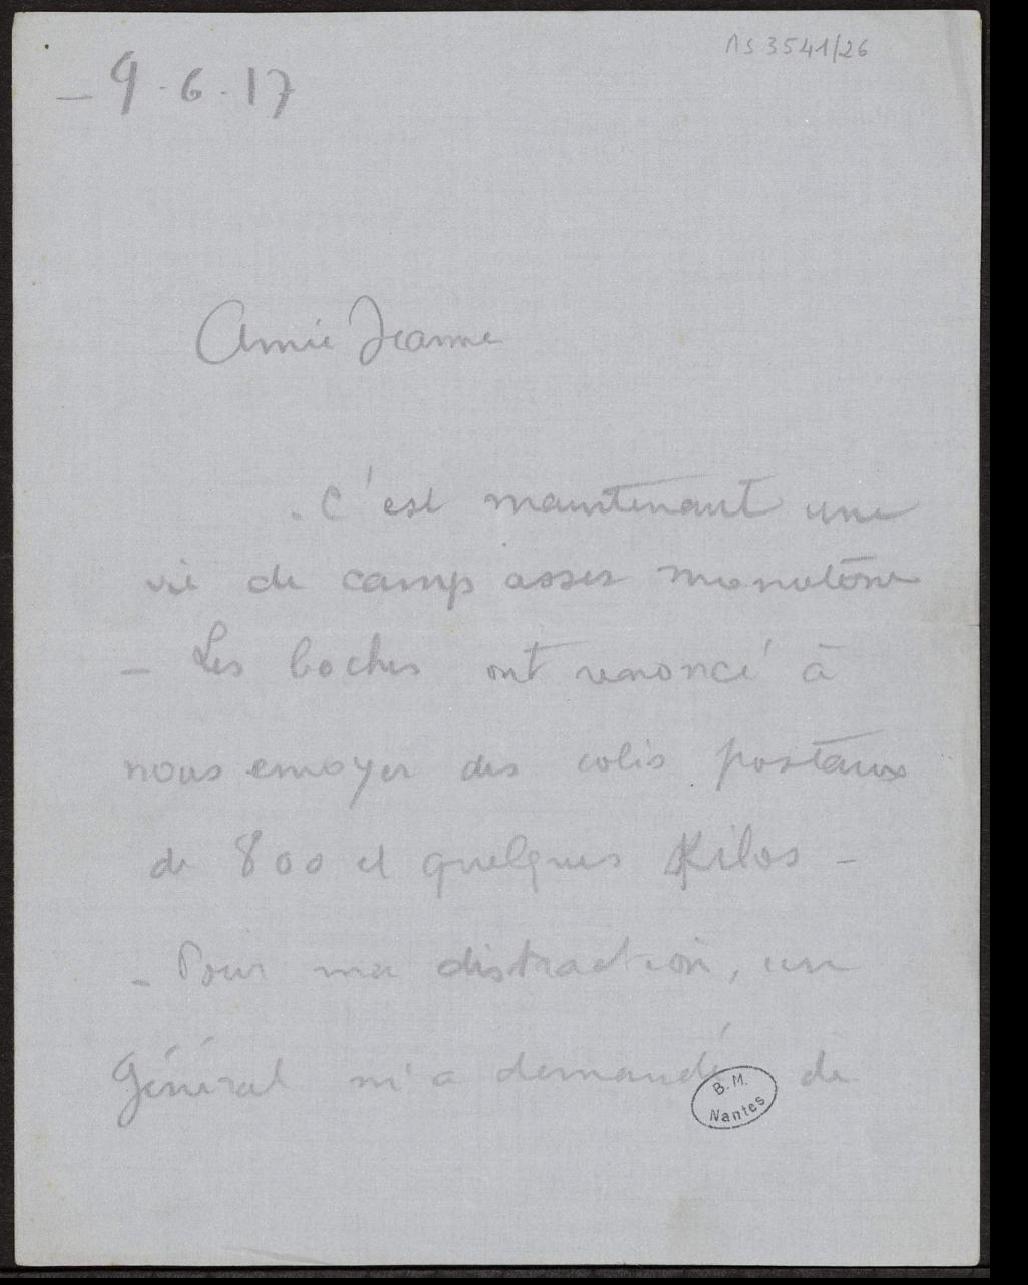 Ms 3541/26
- 9.6.17
Amie Jeanne
. C'est maintenant une
vie de camp asses monotone
- Les boches ont renoncé à
nous envoyer des colis postaux
de 800 et quelques Kilos -
- Pour ma distraction, un
Général m'a demandé de
B. M.
Nantes